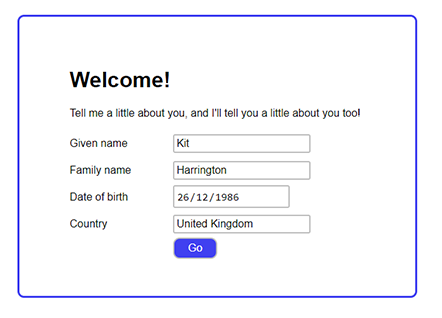 Welcome!
Tell me a little about you, and I'll tell you a little about you too!
Given name Kit
Family name Harrington
Date of birth 26/12/1986
Country United Kingdom
Go